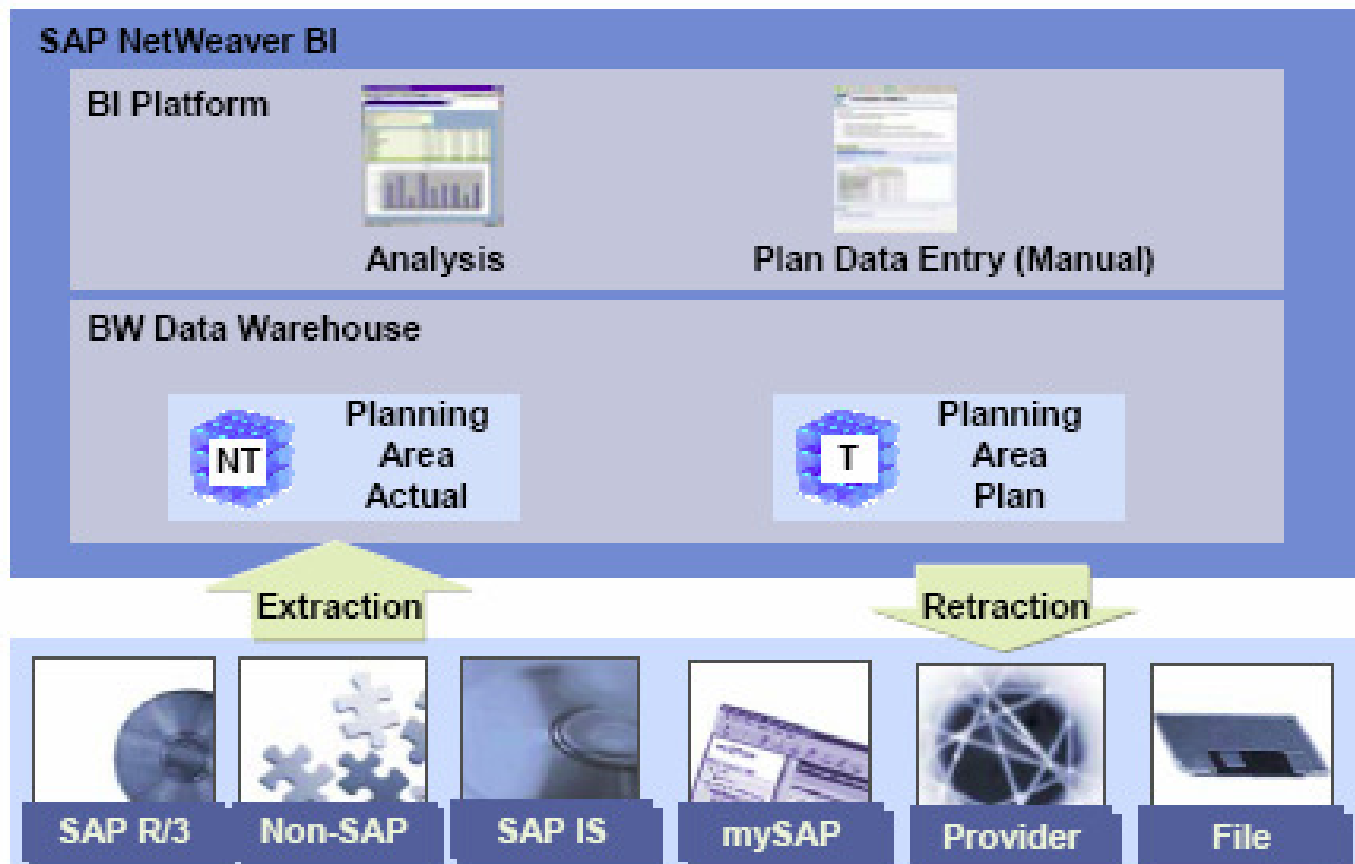 SAP NetWeaver BI
BI Platform
Analysis
Plan Data Entry (Manual)
BW Data Warehouse
NT
Planning
Area
Actual
T
Planning
Area
Plan
Extraction
Retraction
SAP R/3
Non-SAP
SAP IS
mySAP
Provider
File